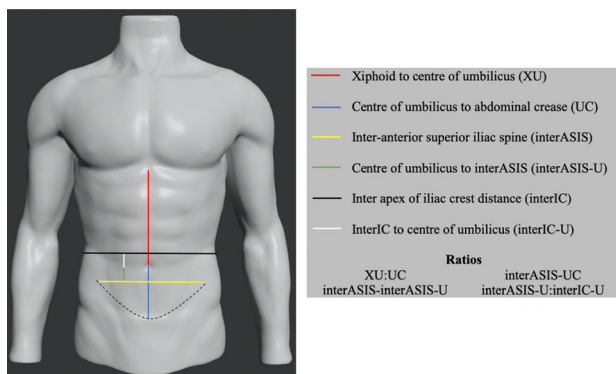 Xiphoid to centre of umbilicus (XU)
Centre of umbilicus to abdominal crease (UC)
Inter-anterior superior iliac spine (interASIS)
Centre of umbilicus to interASIS (interASIS-U)
Inter apex of iliac crest distance (interIC)
InterIC to centre of umbilicus (interIC-U)
Ratios
XU:UC interASIS-UC
interASIS-interASIS-U interASIS-U:interIC-U